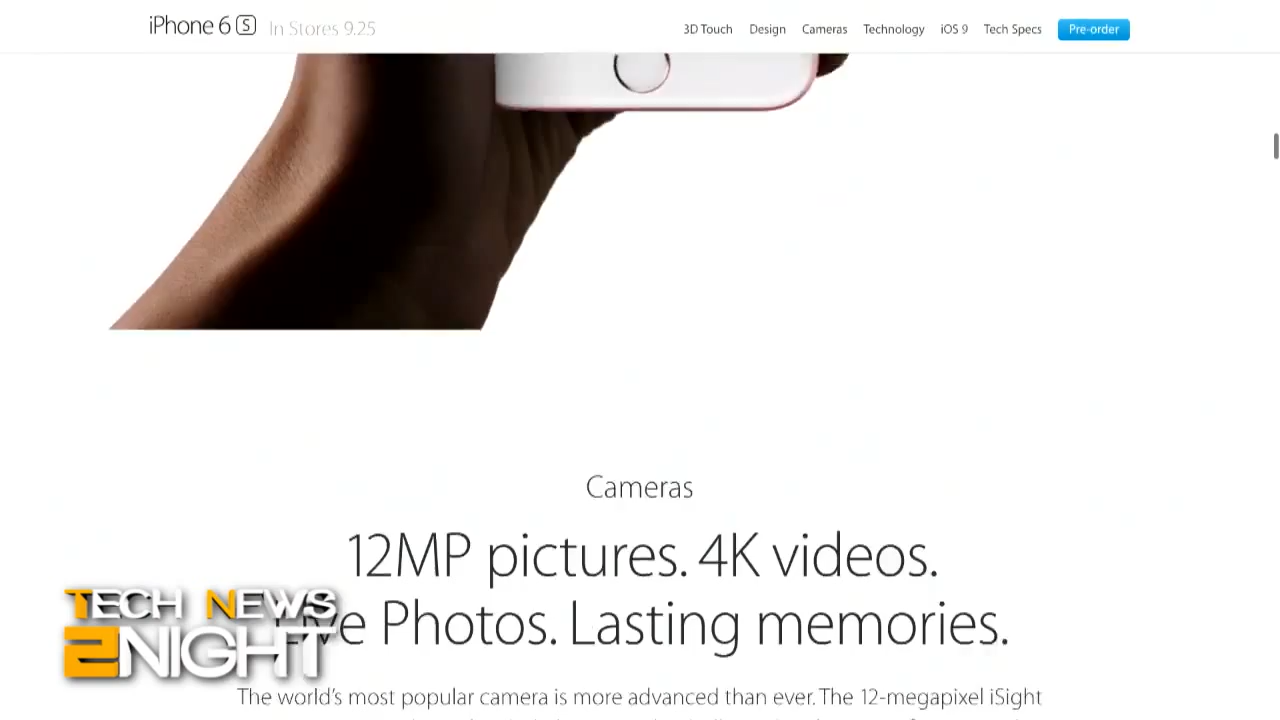 iPhone 6 S In Stores 9.25
3D Touch Design Cameras Technology iOS 9 Tech Specs Pre-order
Cameras
12MP pictures. 4K videos.
Live Photos. Lasting memories.
TECH NEWS
2NIGHT
The world's most popular camera is more advanced than ever. The 12-megapixel iSight